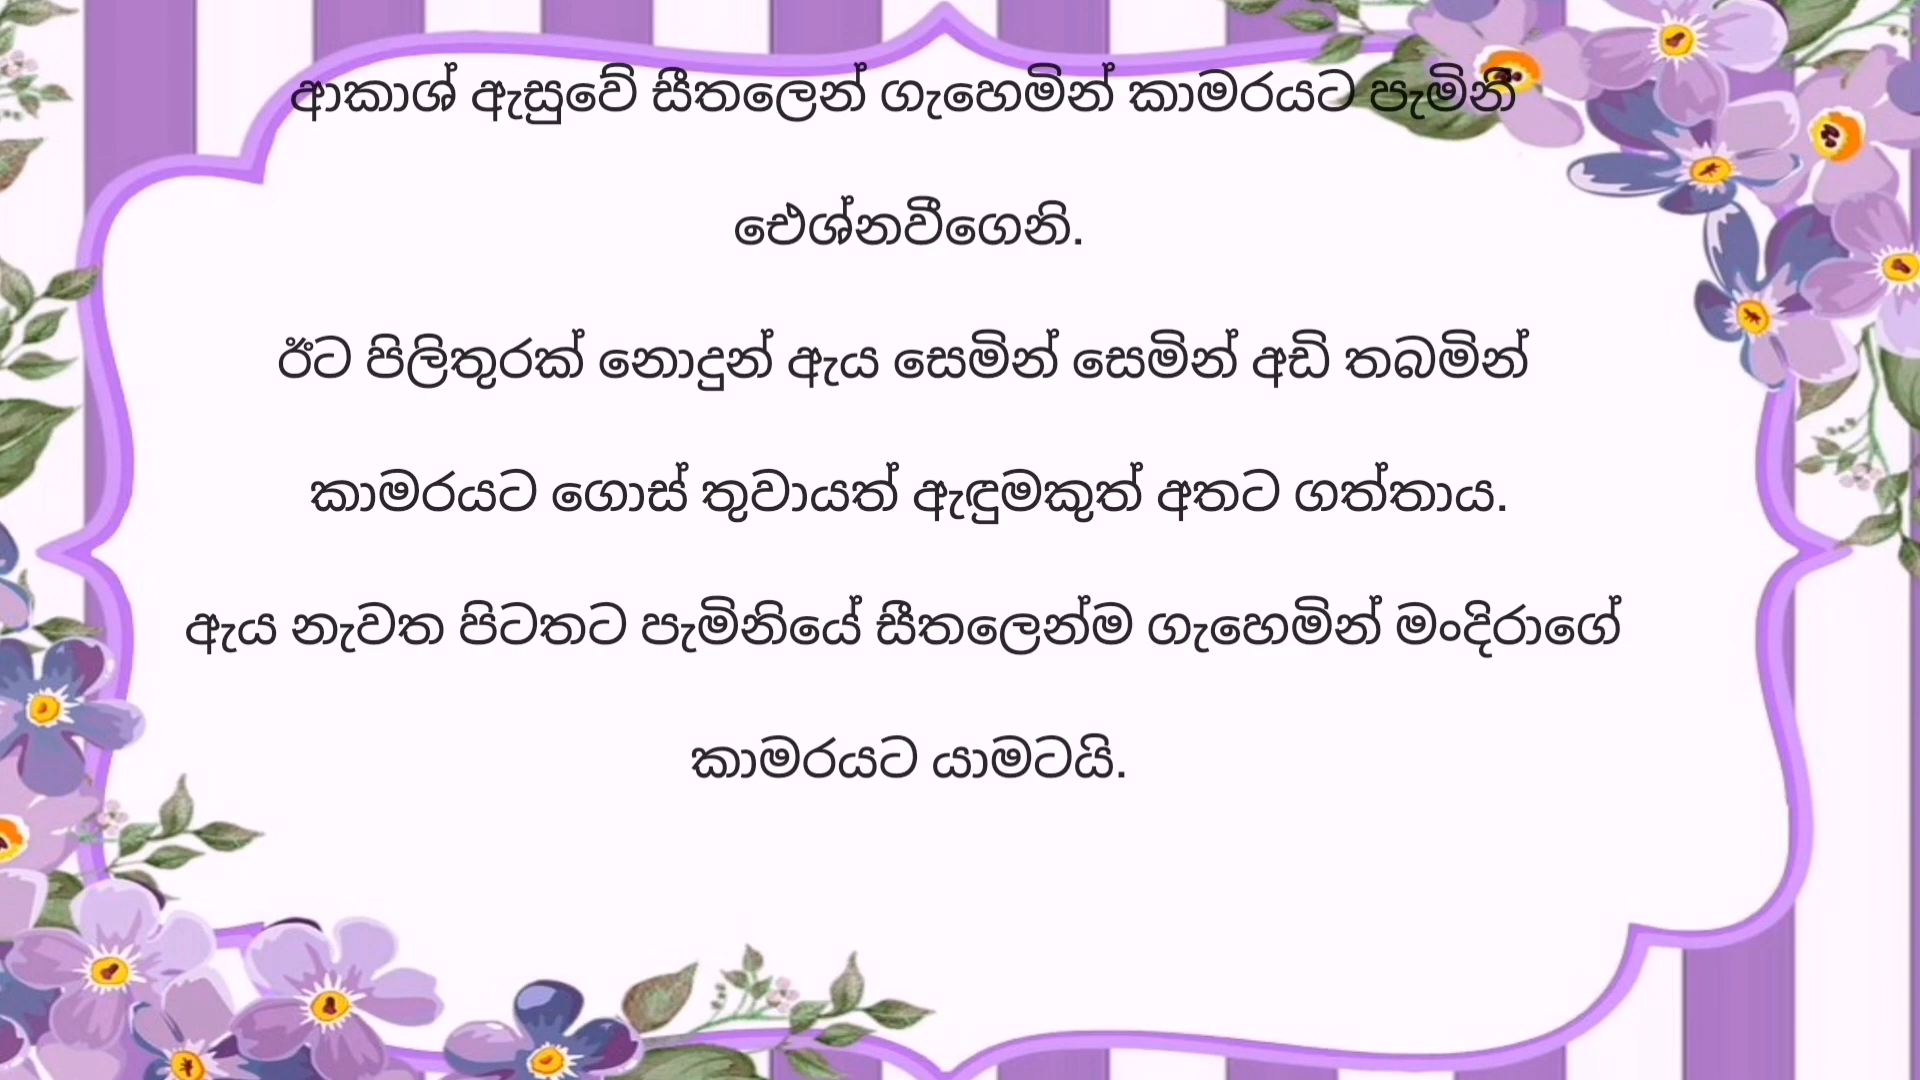 ආකාශ් ඇසුවේ සීතලෙන් ගැහෙමින් කාමරයට පැමිනී
ඓශ්නවීගෙනි.
ඊට පිලිතුරක් නොදුන් ඇය සෙමින් සෙමින් අඩි තබමින්
කාමරයට ගොස් තුවායත් ඇඳුමකුත් අතට ගත්තාය.
ඇය නැවත පිටතට පැමිනියේ සීතලෙන්ම ගැහෙමින් මංදිරාගේ
කාමරයට යාමටයි.